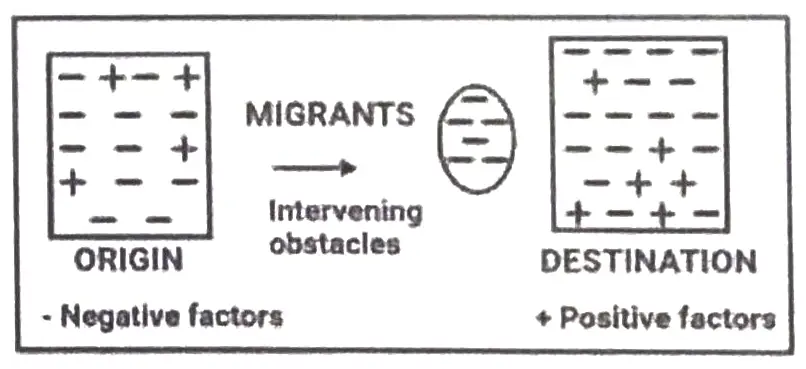 − + − +
− − −
− − +
+ − −
− −
ORIGIN
MIGRANTS
Intervening
obstacles
−
− −
−
− −
− − − −
+ − −
− − − −
− − + −
− + +
+ − + −
DESTINATION
- Negative factors
+ Positive factors